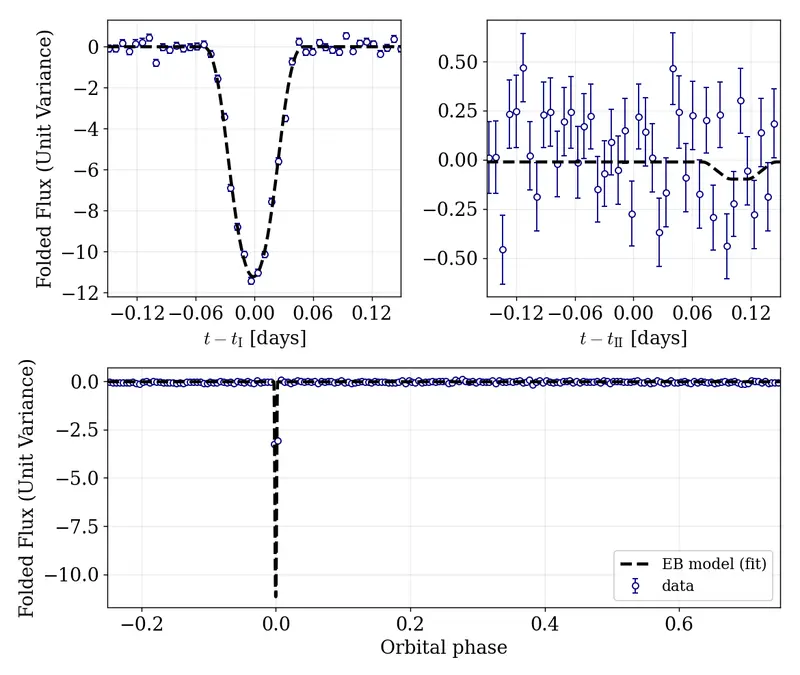 Folded Flux (Unit Variance)
0
−2
−4
−6
−8
−10
−12
−0.12 −0.06 0.00 0.06 0.12
t − tI [days]
0.50
0.25
0.00
−0.25
−0.50
−0.12 −0.06 0.00 0.06 0.12
t − tII [days]
Folded Flux (Unit Variance)
0.0
−2.5
−5.0
−7.5
−10.0
−0.2 0.0 0.2 0.4 0.6
Orbital phase
EB model (fit)
data